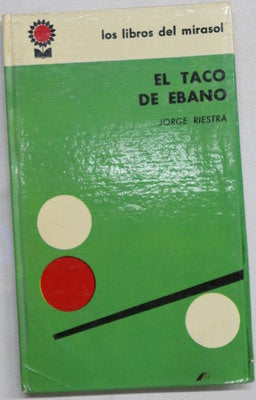 los libros del mirasol
EL TACO
DE EBANO
JORGE RIESTRA